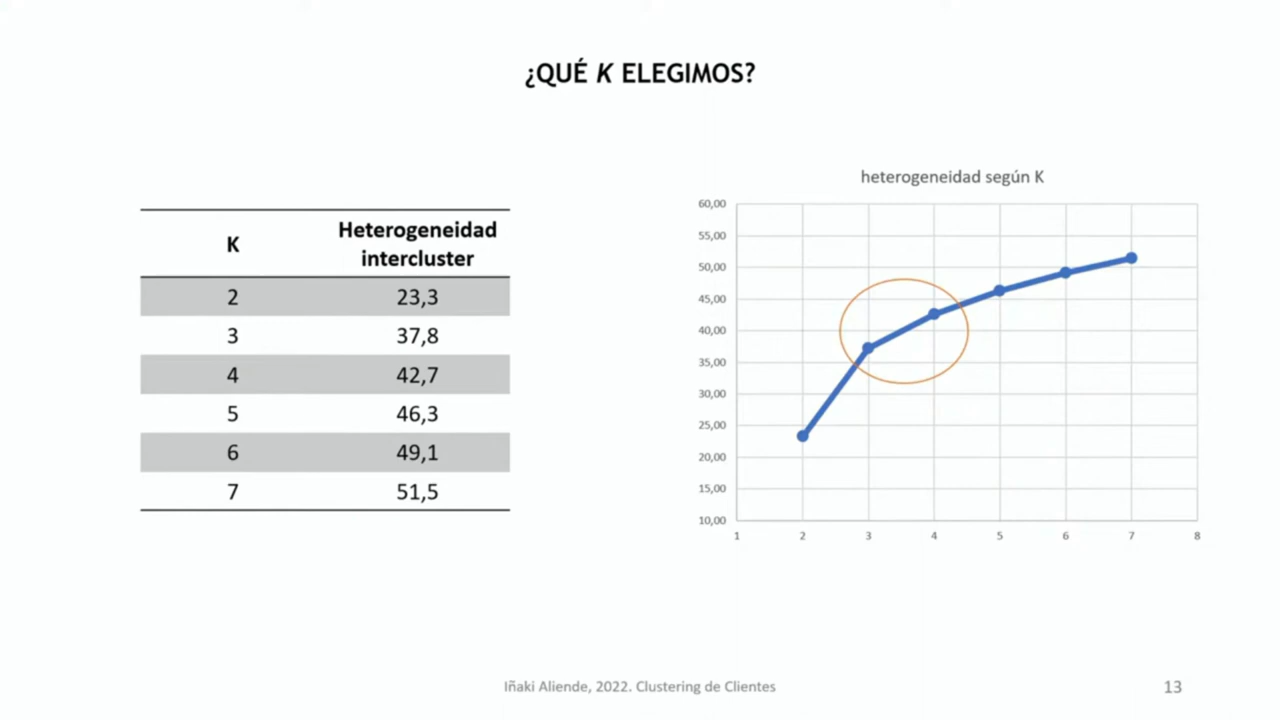 ¿QUÉ K ELEGIMOS?
K
Heterogeneidad
intercluster
2 23,3
3 37,8
4 42,7
5 46,3
6 49,1
7 51,5
heterogeneidad según K
60,00
55,00
50,00
45,00
40,00
35,00
30,00
25,00
20,00
15,00
10,00
1 2 3 4 5 6 7 8
Iñaki Aliende, 2022. Clustering de Clientes
13